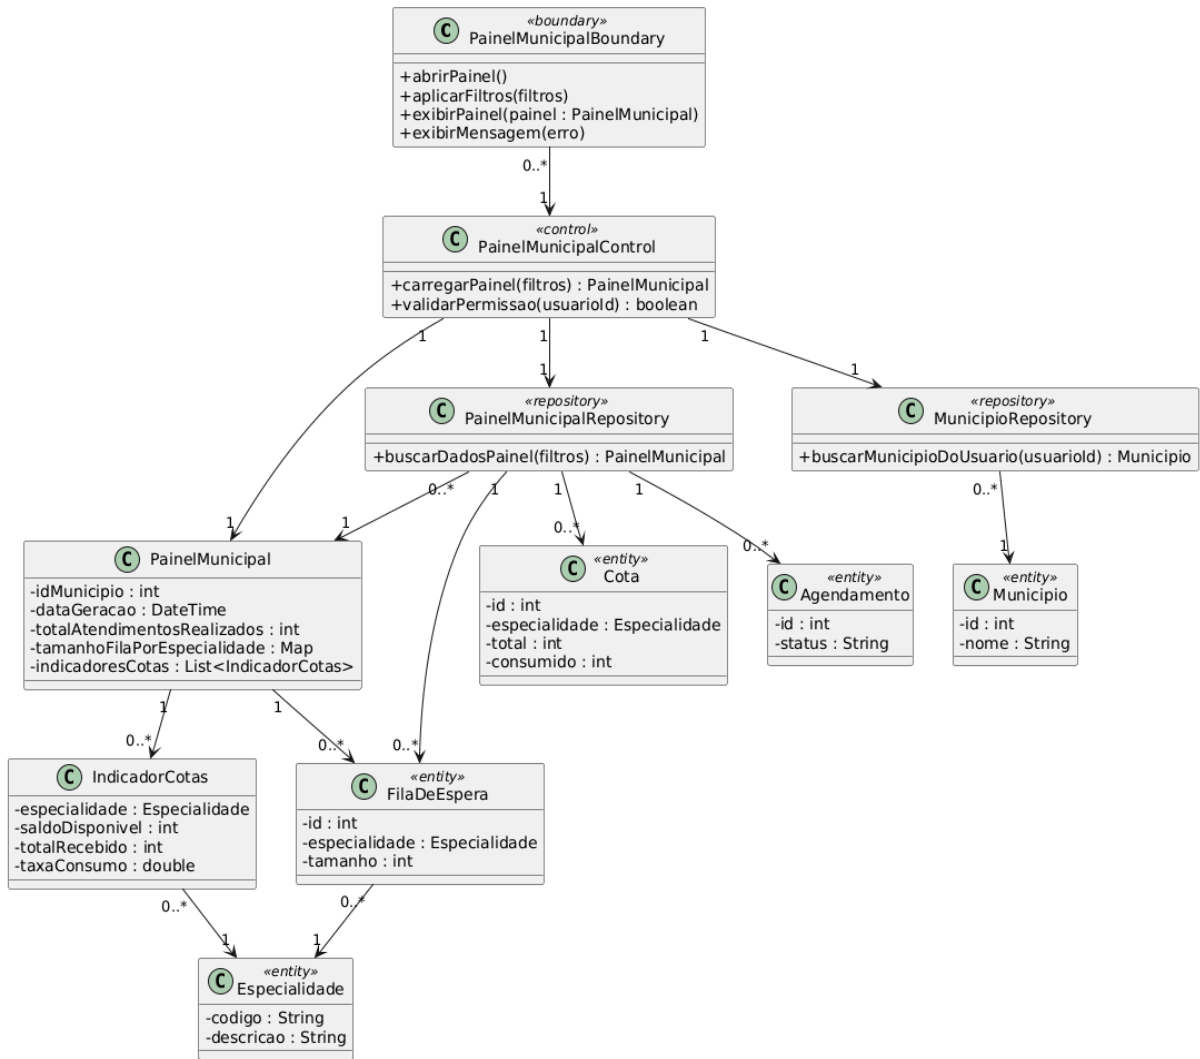 C
«boundary»
PainelMunicipalBoundary
+abrirPainel()
+aplicarFiltros(filtros)
+exibirPainel(painel : PainelMunicipal)
+exibirMensagem(erro)
0..*
1
C
«control»
PainelMunicipalControl
+carregarPainel(filtros) : PainelMunicipal
+validarPermissao(usuarioId) : boolean
1
1
1
1
1
1
C
«repository»
PainelMunicipalRepository
+buscarDadosPainel(filtros) : PainelMunicipal
C
«repository»
MunicipioRepository
+buscarMunicipioDoUsuario(usuarioId) : Municipio
0..*
1
1
1
0..*
1
0..*
0..*
1
C
PainelMunicipal
-idMunicipio : int
-dataGeracao : DateTime
-totalAtendimentosRealizados : int
-tamanhoFilaPorEspecialidade : Map
-indicadoresCotas : List<IndicadorCotas>
C
«entity»
Cota
-id : int
-especialidade : Especialidade
-total : int
-consumido : int
C
«entity»
Agendamento
-id : int
-status : String
C
«entity»
Municipio
-id : int
-nome : String
1
1
0..*
0..*
0..*
C
IndicadorCotas
-especialidade : Especialidade
-saldoDisponivel : int
-totalRecebido : int
-taxaConsumo : double
C
«entity»
FilaDeEspera
-id : int
-especialidade : Especialidade
-tamanho : int
0..*
0..*
1
1
C
«entity»
Especialidade
-codigo : String
-descricao : String